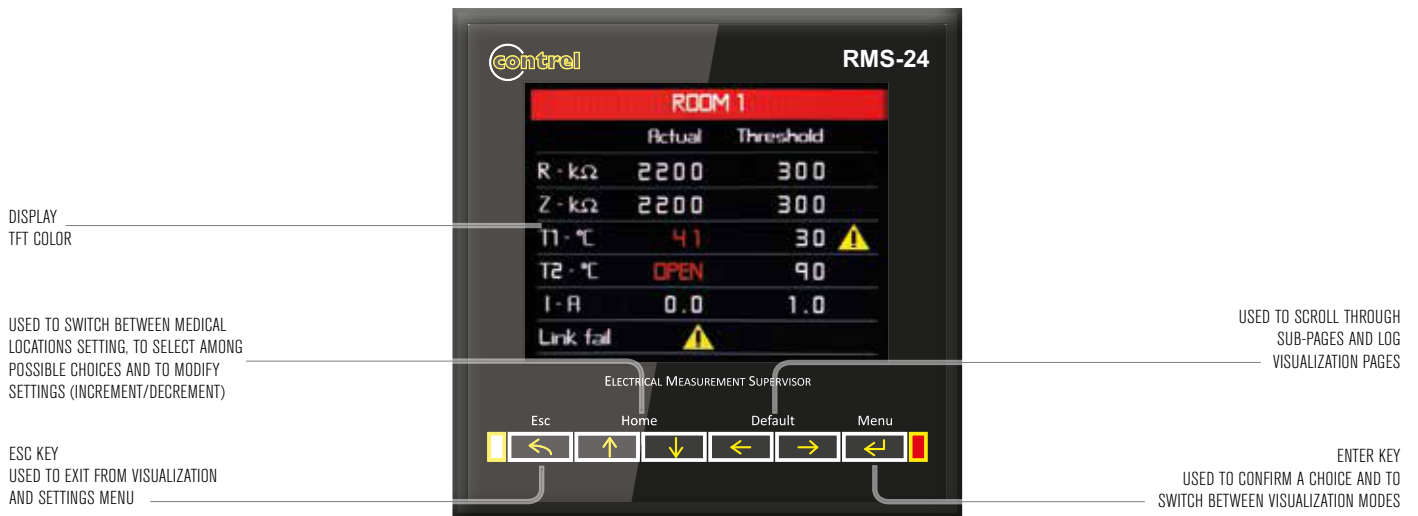 contrel
RMS-24
ROOM 1
Actual Threshold
R - kΩ 2200 300
Z - kΩ 2200 300
T1 - °C 41 30
T2 - °C OPEN 90
I - A 0.0 1.0
Link fail
ELECTRICAL MEASUREMENT SUPERVISOR
Esc Home Default Menu
DISPLAY
TFT COLOR
USED TO SWITCH BETWEEN MEDICAL
LOCATIONS SETTING, TO SELECT AMONG
POSSIBLE CHOICES AND TO MODIFY
SETTINGS (INCREMENT/DECREMENT)
ESC KEY
USED TO EXIT FROM VISUALIZATION
AND SETTINGS MENU
USED TO SCROLL THROUGH
SUB-PAGES AND LOG
VISUALIZATION PAGES
ENTER KEY
USED TO CONFIRM A CHOICE AND TO
SWITCH BETWEEN VISUALIZATION MODES